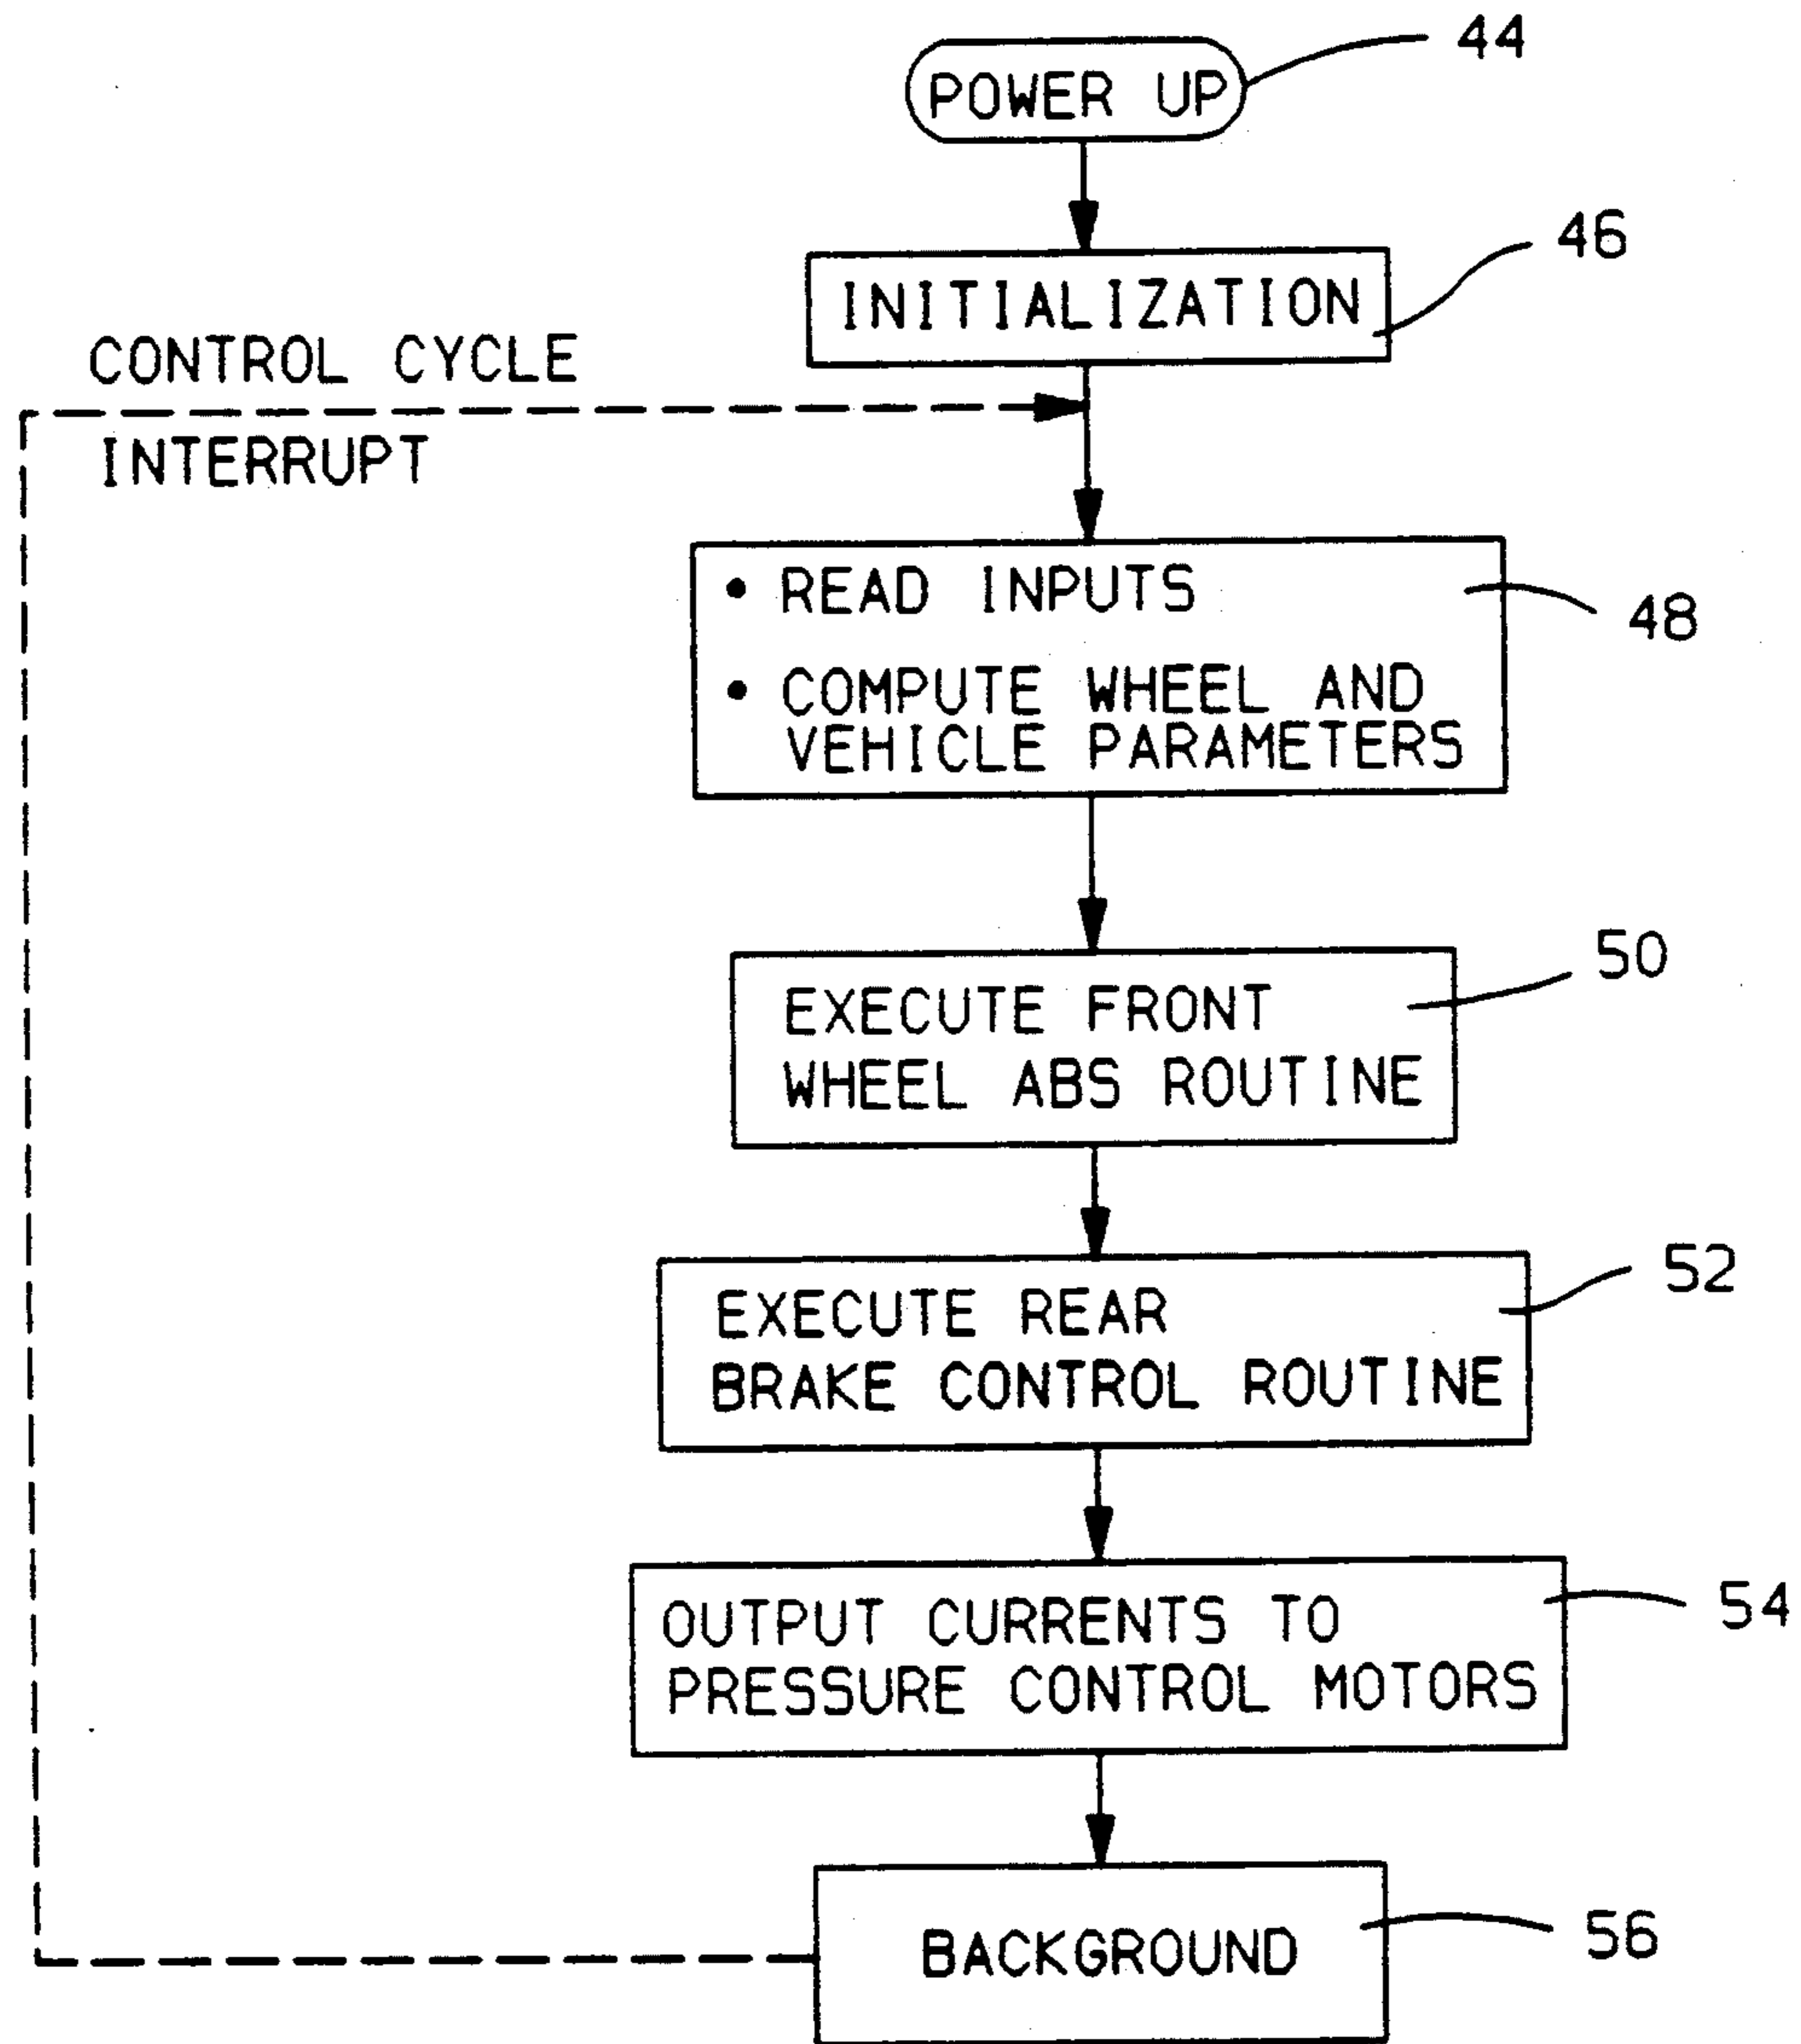 POWER UP
44
INITIALIZATION
46
CONTROL CYCLE
INTERRUPT
• READ INPUTS
48
• COMPUTE WHEEL AND
VEHICLE PARAMETERS
50
EXECUTE FRONT
WHEEL ABS ROUTINE
52
EXECUTE REAR
BRAKE CONTROL ROUTINE
54
OUTPUT CURRENTS TO
PRESSURE CONTROL MOTORS
56
BACKGROUND